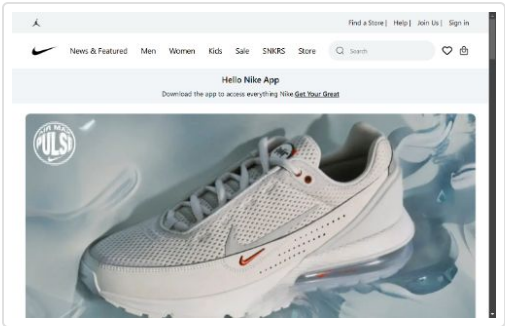 Find a Store | Help | Join Us | Sign in
News & Featured Men Women Kids Sale SNKRS Store Search
Hello Nike App
Download the app to access everything Nike Get Your Great
AIR MAX
PULSE